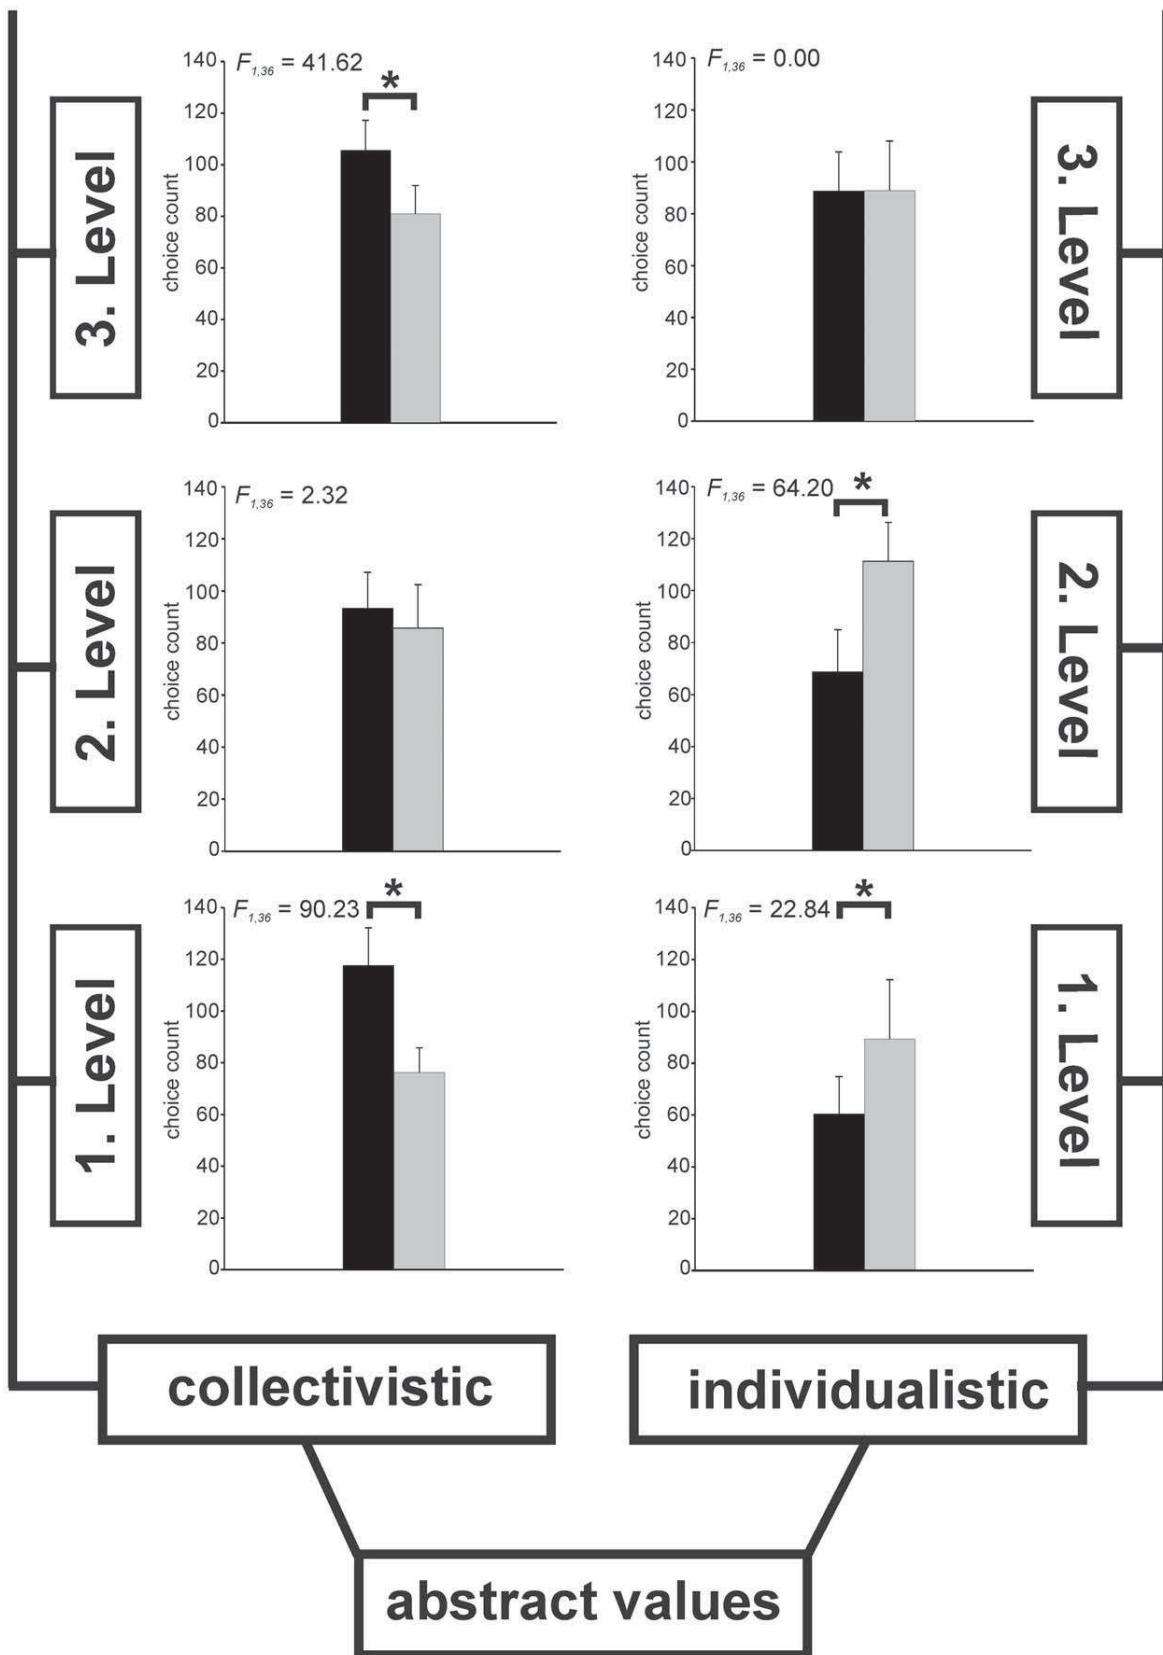 3. Level
choice count
140
120
100
80
60
40
20
0
F1,36 = 41.62
*
choice count
140
120
100
80
60
40
20
0
F1,36 = 0.00
3. Level
2. Level
choice count
140
120
100
80
60
40
20
0
F1,36 = 2.32
choice count
140
120
100
80
60
40
20
0
F1,36 = 64.20
*
2. Level
1. Level
choice count
140
120
100
80
60
40
20
0
F1,36 = 90.23
*
choice count
140
120
100
80
60
40
20
0
F1,36 = 22.84
*
1. Level
collectivistic
individualistic
abstract values